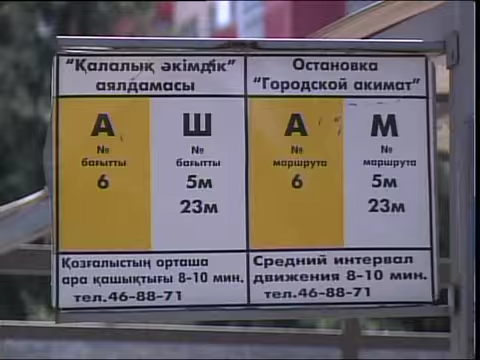 "Қалалық әкімдік"
аялдамасы
А
№
бағытты
6
Ш
№
бағытты
5м
23м
Қозғалыстың орташа
ара қашықтығы 8-10 мин.
тел.46-88-71
Остановка
"Городской акимат"
А
№
маршрута
6
М
№
маршрута
5м
23м
Средний интервал
движения 8-10 мин.
тел.46-88-71